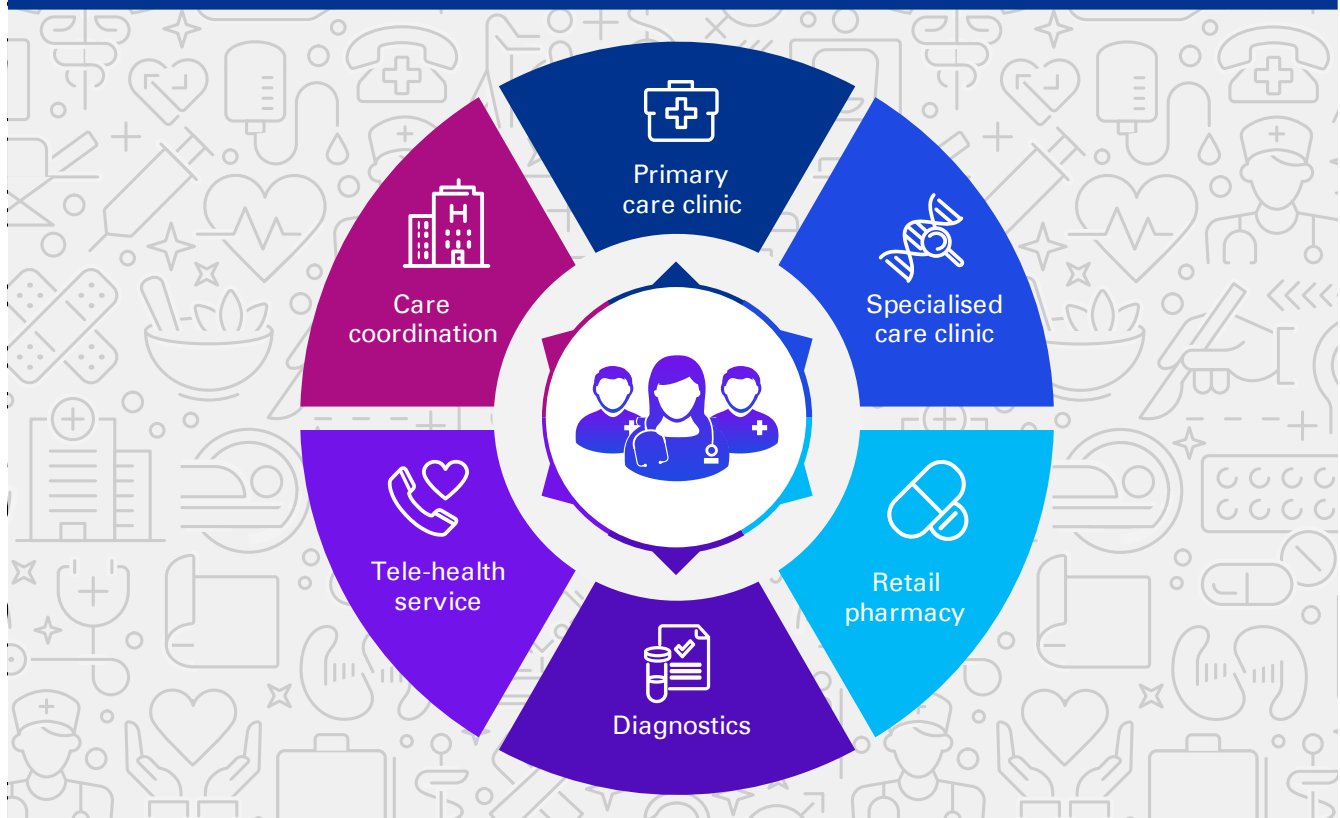 Primary
care clinic
Specialised
care clinic
Retail
pharmacy
Diagnostics
Tele-health
service
Care
coordination
H